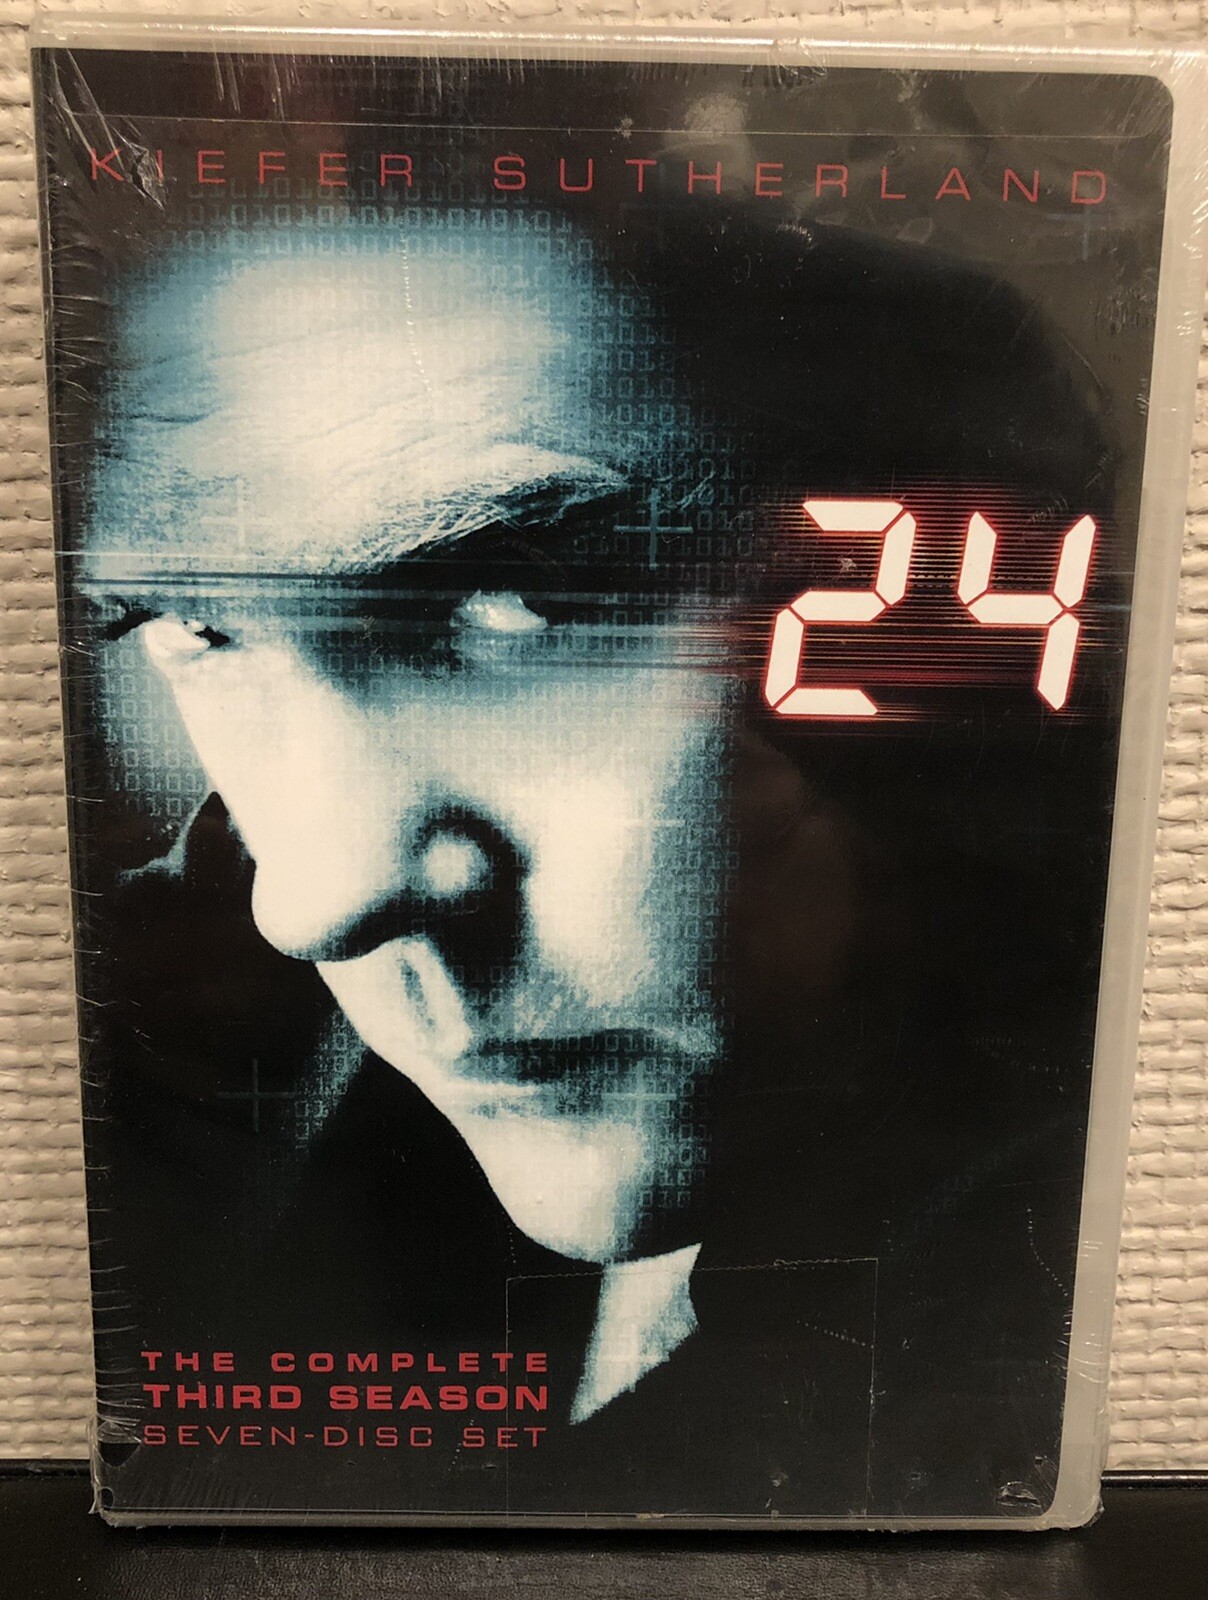 KIEFER SUTHERLAND
24
THE COMPLETE
THIRD SEASON
SEVEN-DISC SET